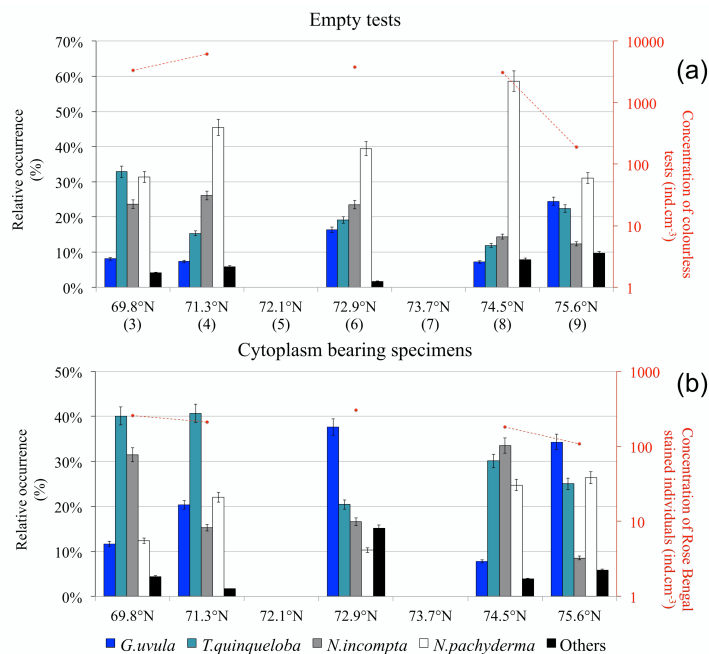 Empty tests
(a)
70%
60%
50%
40%
30%
20%
10%
0%
Relative occurrence
(%)
10000
1000
100
10
1
Concentration of colourless
tests (ind.cm⁻³)
69.8°N 71.3°N 72.1°N 72.9°N 73.7°N 74.5°N 75.6°N
(3) (4) (5) (6) (7) (8) (9)
Cytoplasm bearing specimens
(b)
50%
40%
30%
20%
10%
0%
Relative occurrence
(%)
1000
100
10
1
Concentration of Rose Bengal
stained individuals (ind.cm⁻³)
69.8°N 71.3°N 72.1°N 72.9°N 73.7°N 74.5°N 75.6°N
G.uvula T.quinqueloba N.incompta N.pachyderma Others